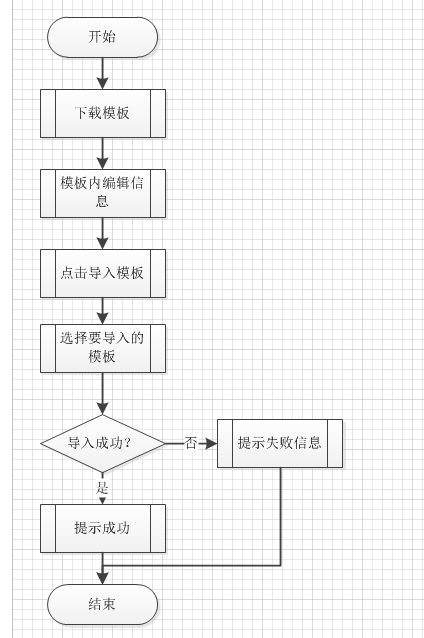 开始
下载模板
模板内编辑信
息
点击导入模板
选择要导入的
模板
导入成功?
否
提示失败信息
是
提示成功
结束